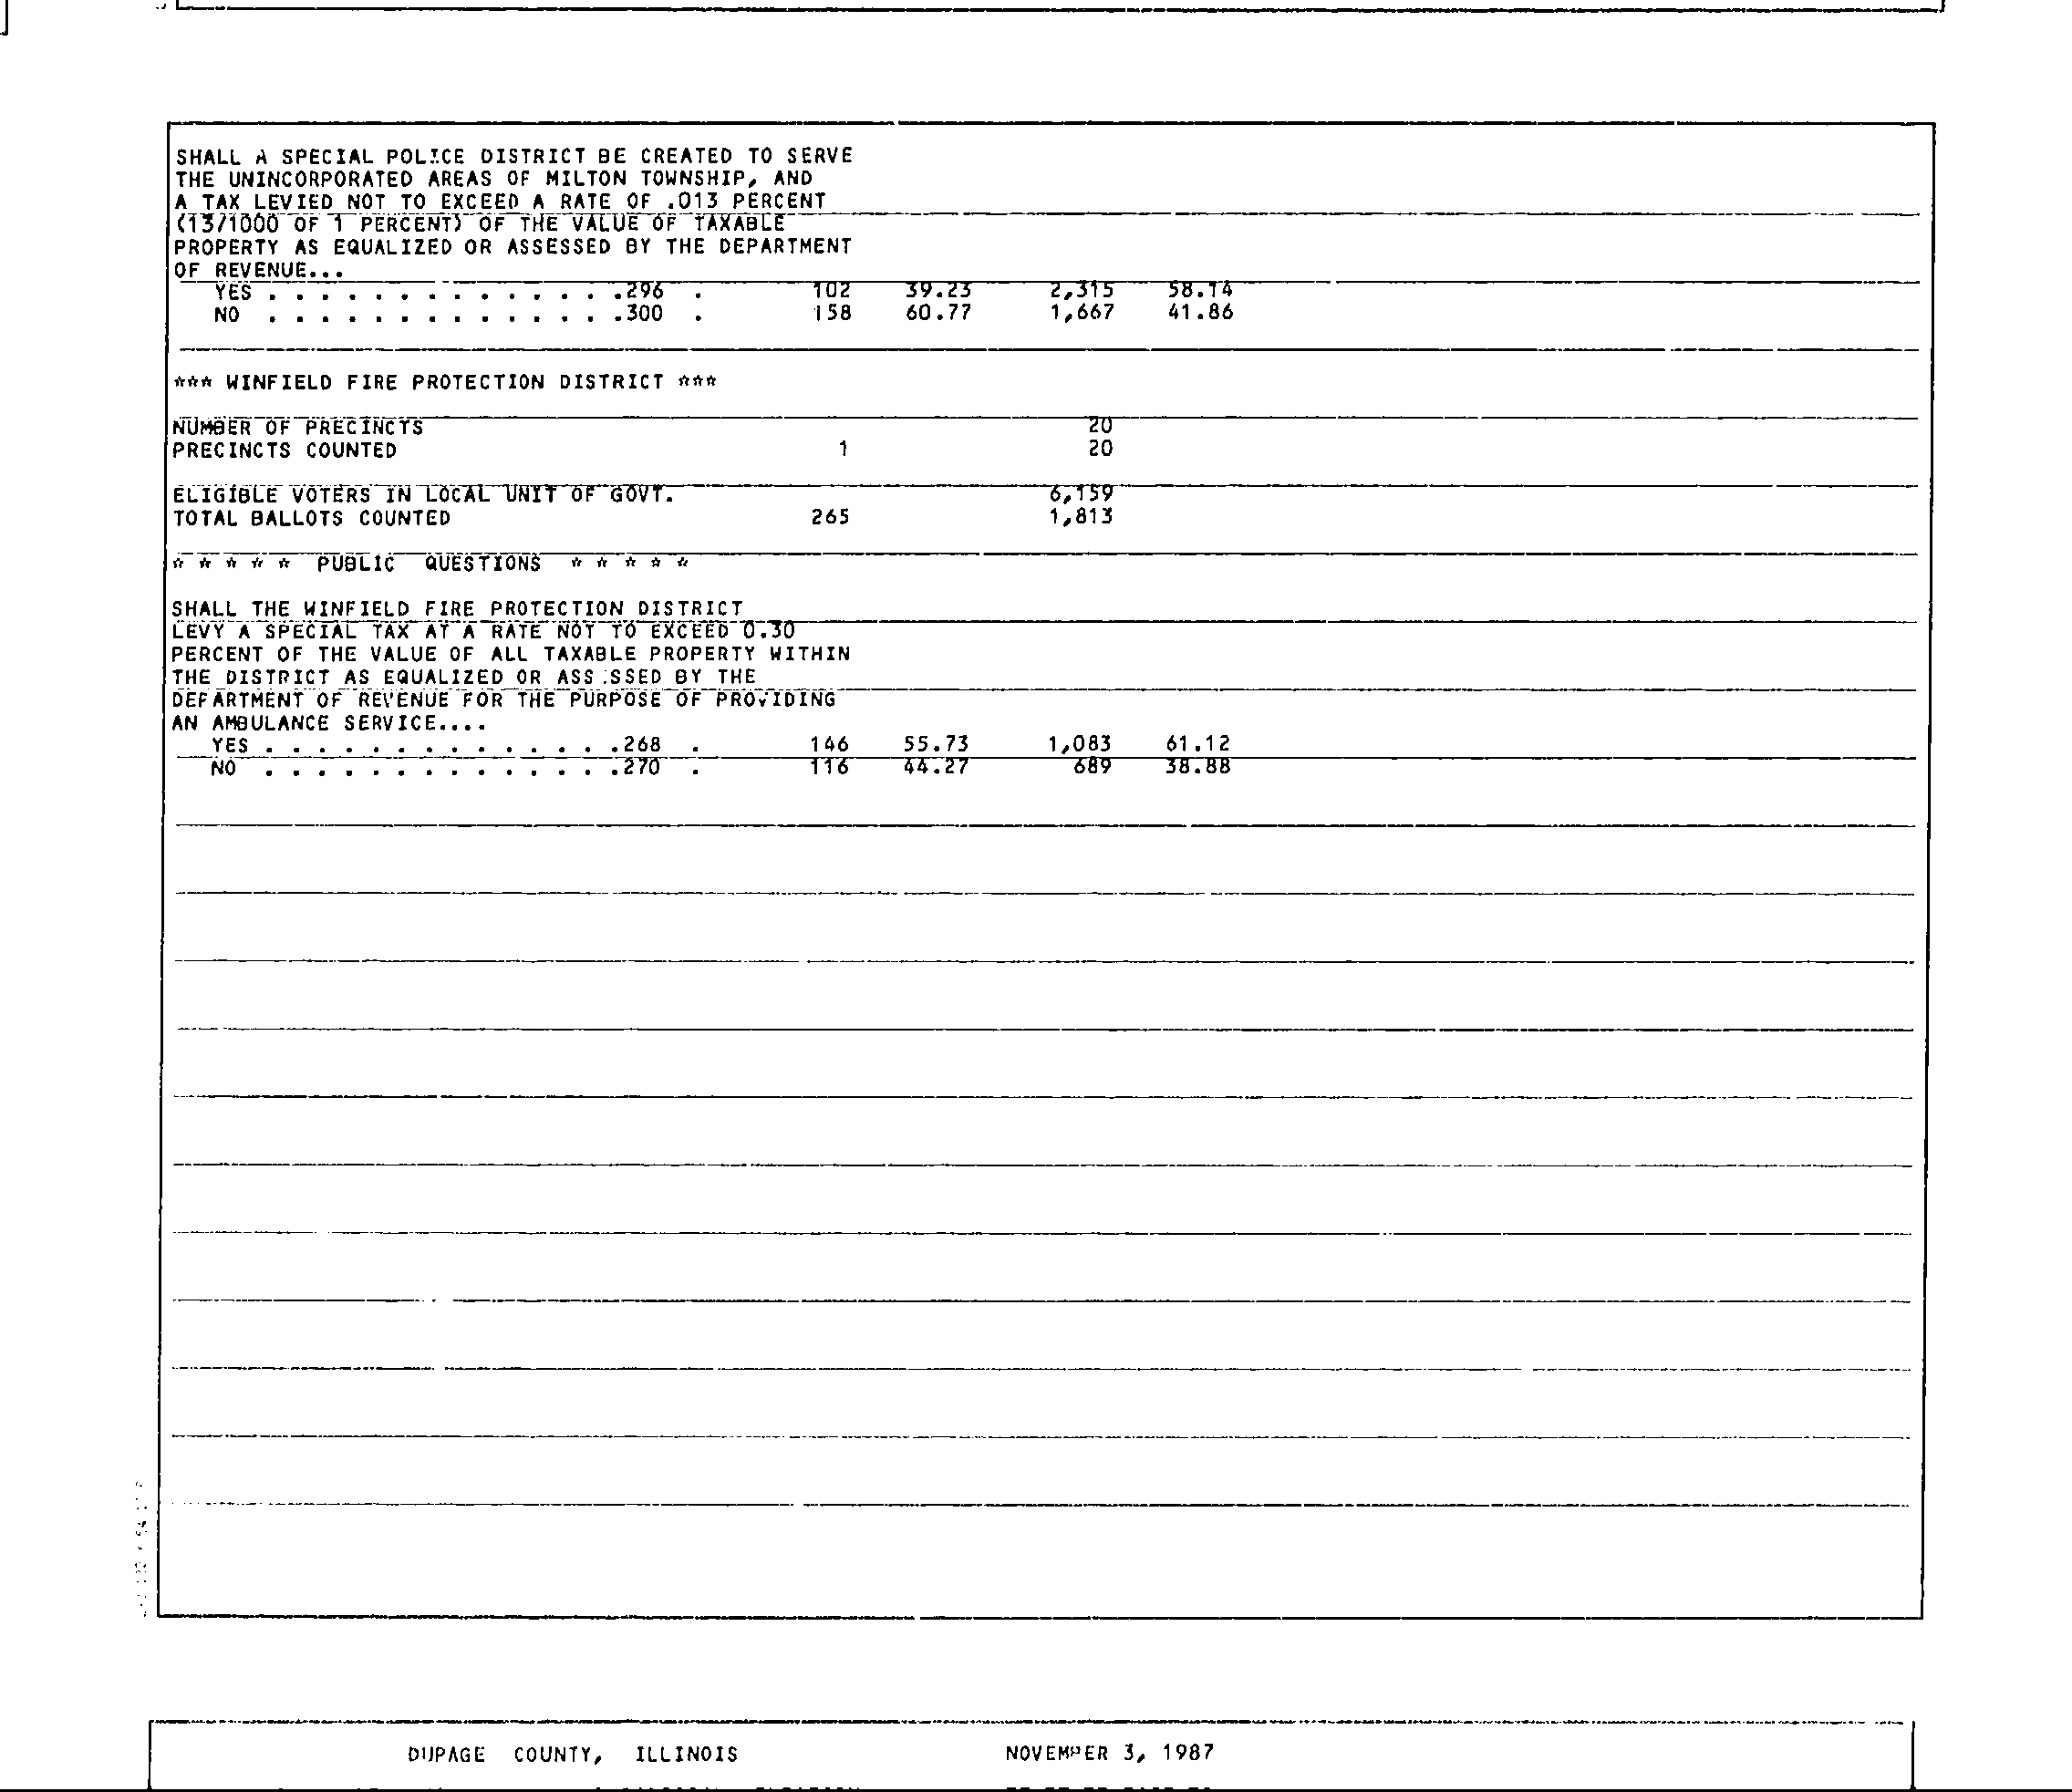 SHALL A SPECIAL POLICE DISTRICT BE CREATED TO SERVE
THE UNINCORPORATED AREAS OF MILTON TOWNSHIP, AND
A TAX LEVIED NOT TO EXCEED A RATE OF .013 PERCENT
(13/1000 OF 1 PERCENT) OF THE VALUE OF TAXABLE
PROPERTY AS EQUALIZED OR ASSESSED BY THE DEPARTMENT
OF REVENUE...
YES . . . . . . . . . . . . . .296 . 102 39.23 2,315 58.14
NO . . . . . . . . . . . . . .300 . 158 60.77 1,667 41.86
*** WINFIELD FIRE PROTECTION DISTRICT ***
NUMBER OF PRECINCTS 20
PRECINCTS COUNTED 1 20
ELIGIBLE VOTERS IN LOCAL UNIT OF GOVT. 6,159
TOTAL BALLOTS COUNTED 265 1,813
* * * * * PUBLIC QUESTIONS * * * * *
SHALL THE WINFIELD FIRE PROTECTION DISTRICT
LEVY A SPECIAL TAX AT A RATE NOT TO EXCEED 0.30
PERCENT OF THE VALUE OF ALL TAXABLE PROPERTY WITHIN
THE DISTRICT AS EQUALIZED OR ASSESSED BY THE
DEPARTMENT OF REVENUE FOR THE PURPOSE OF PROVIDING
AN AMBULANCE SERVICE....
YES . . . . . . . . . . . . . .268 . 146 55.73 1,083 61.12
NO . . . . . . . . . . . . . .270 . 116 44.27 689 38.88
DUPAGE COUNTY, ILLINOIS NOVEMBER 3, 1987